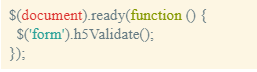 $(document).ready(function () {
  $('form').h5Validate();
});